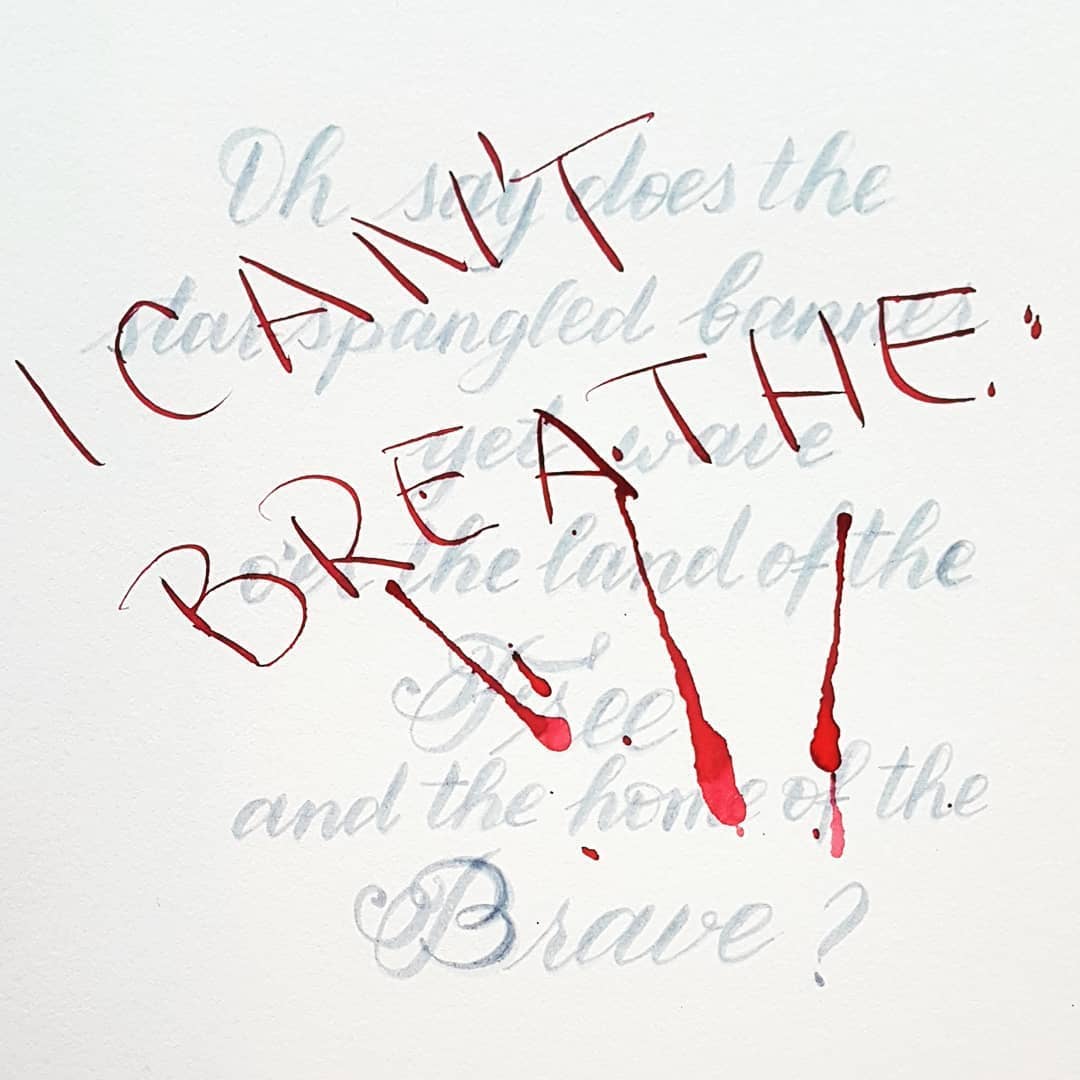 Oh say does the
star spangled banner
yet wave
o'er the land of the
Free
and the home of the
Brave?
I CAN'T
BREATHE.